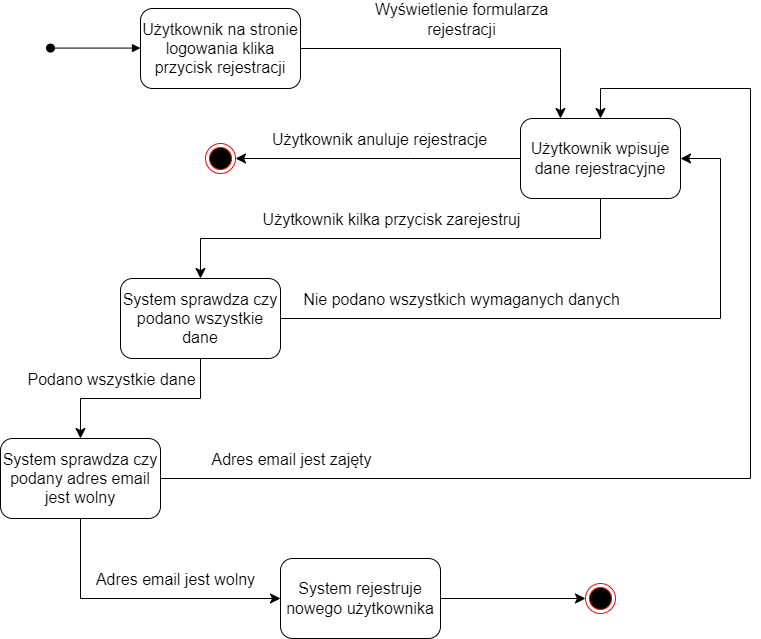 Wyświetlenie formularza
rejestracji
Użytkownik na stronie
logowania klika
przycisk rejestracji
Użytkownik anuluje rejestracje
Użytkownik wpisuje
dane rejestracyjne
Użytkownik kilka przycisk zarejestruj
System sprawdza czy
podano wszystkie
dane
Nie podano wszystkich wymaganych danych
Podano wszystkie dane
System sprawdza czy
podany adres email
jest wolny
Adres email jest zajęty
Adres email jest wolny
System rejestruje
nowego użytkownika